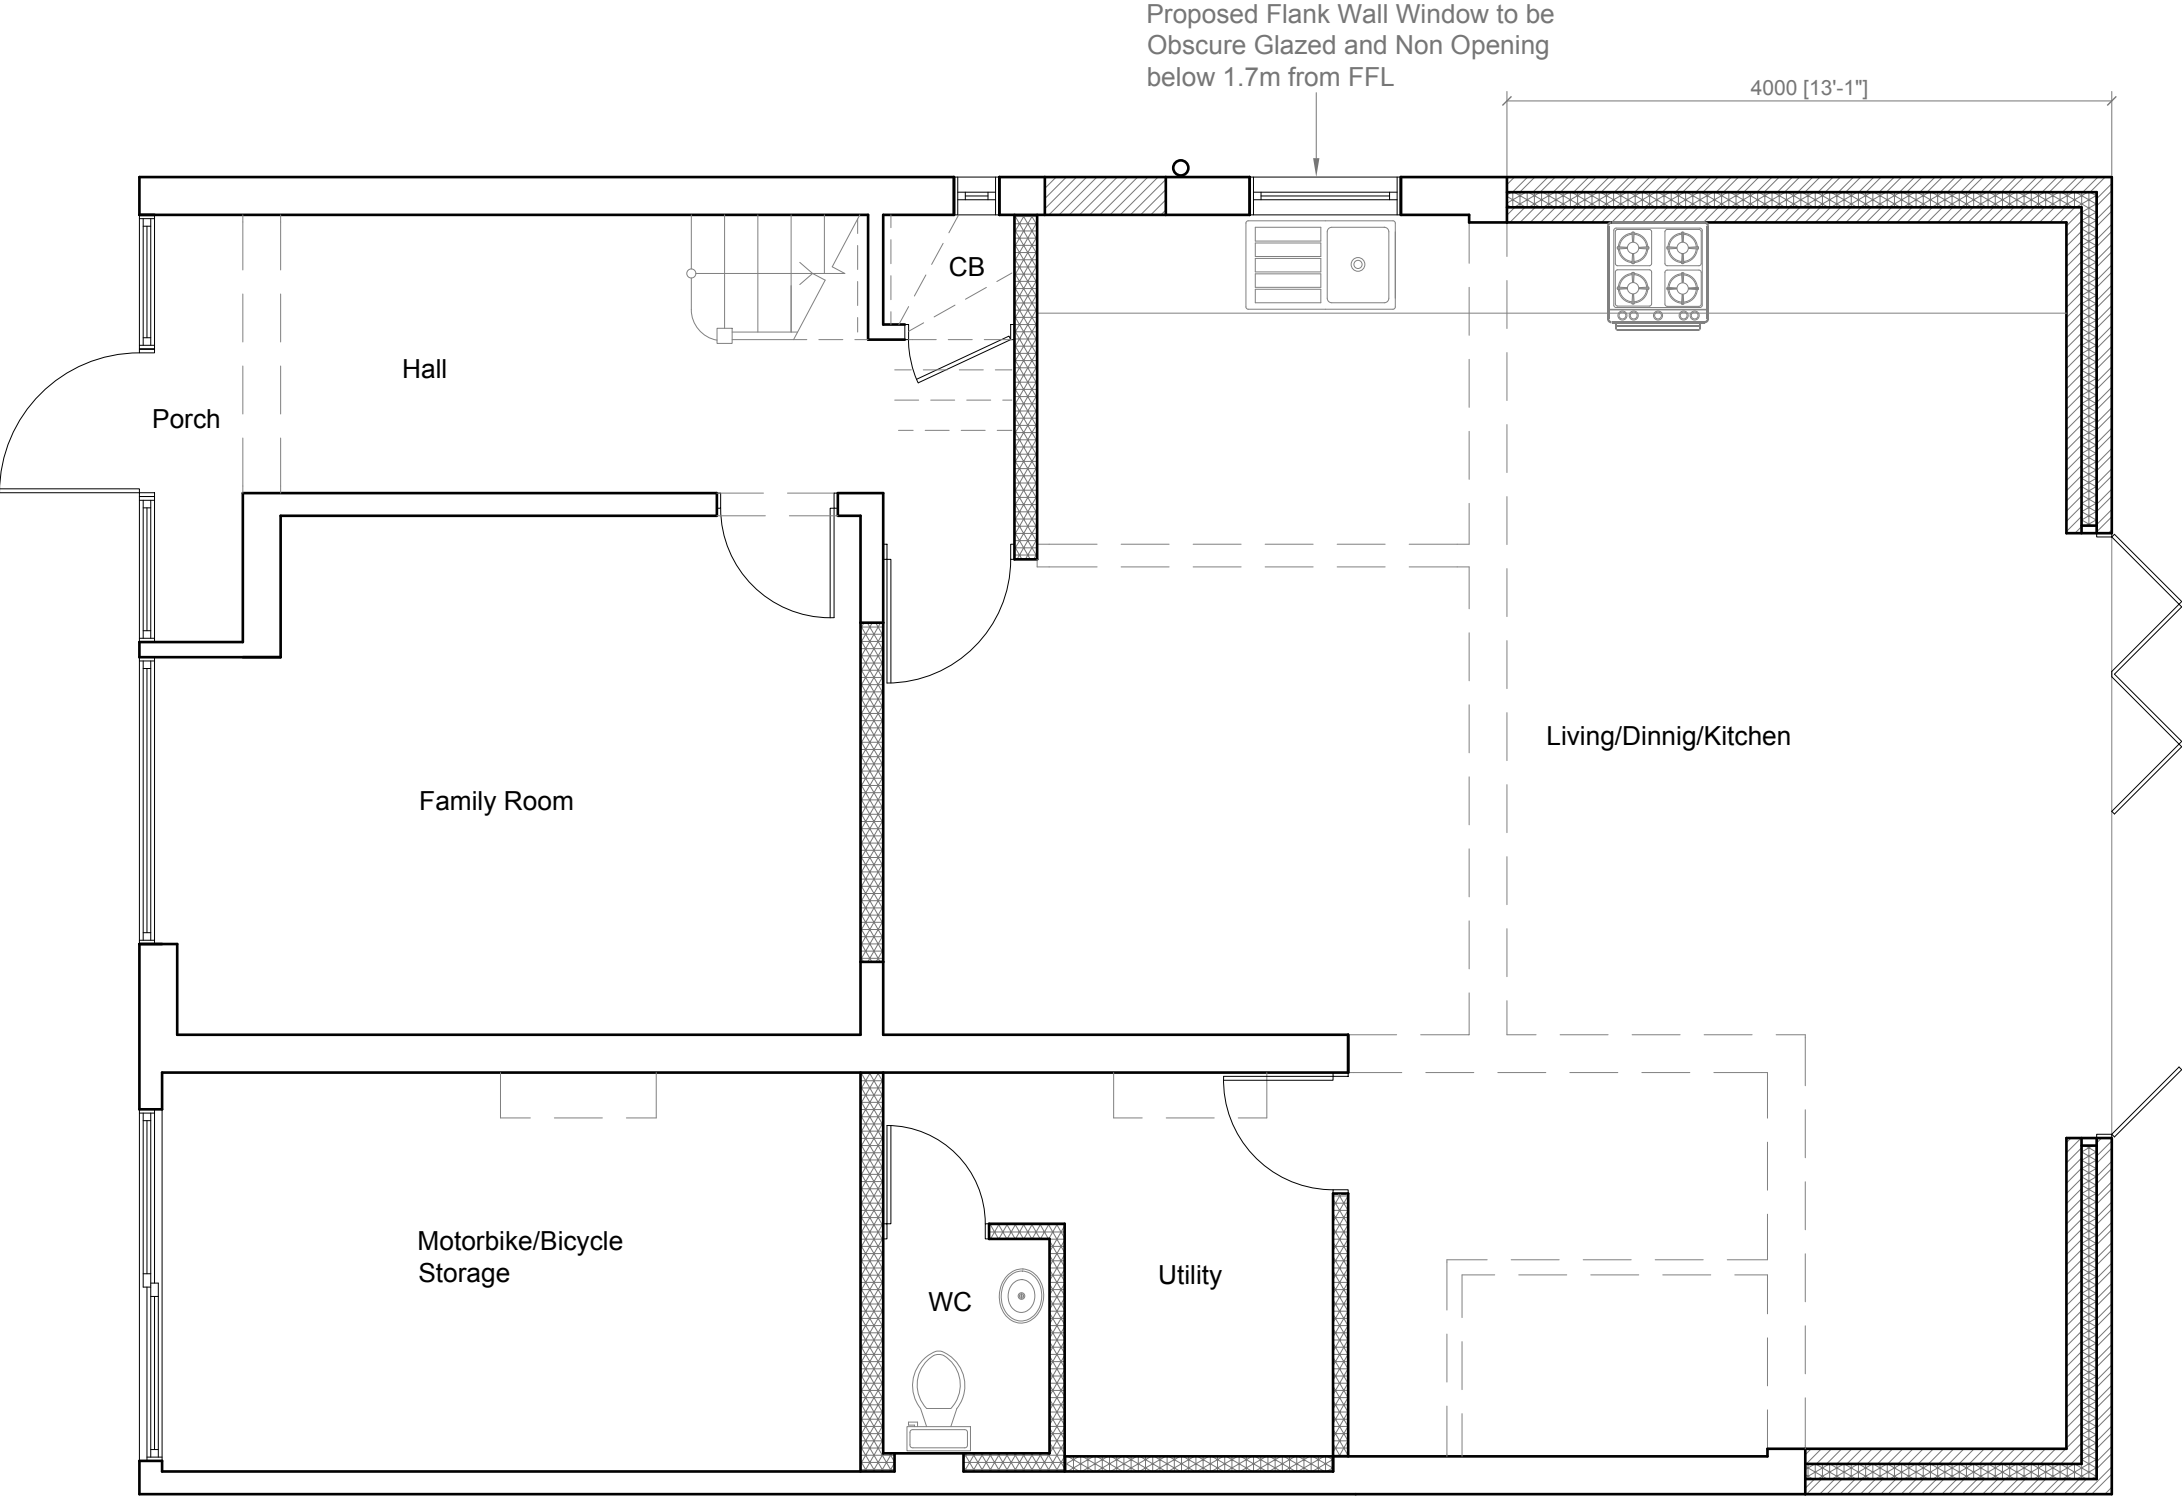 Proposed Flank Wall Window to be
Obscure Glazed and Non Opening
below 1.7m from FFL
4000 [13'-1"]
CB
Hall
Porch
Living/Dinnig/Kitchen
Family Room
Motorbike/Bicycle
Storage
WC
Utility